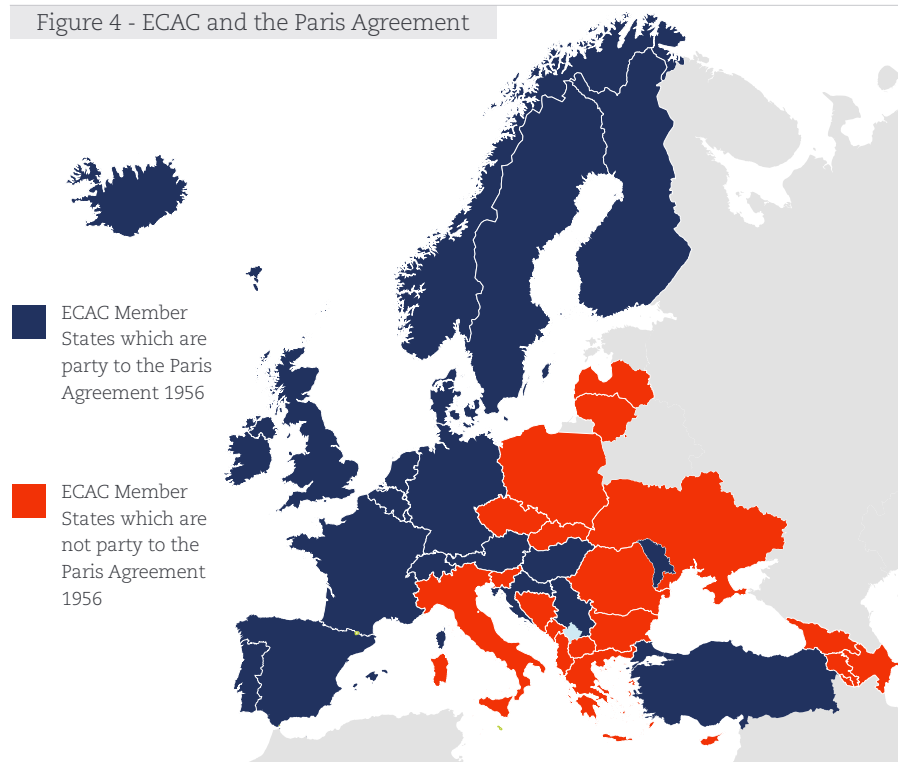 Figure 4 - ECAC and the Paris Agreement
ECAC Member
States which are
party to the Paris
Agreement 1956
ECAC Member
States which are
not party to the
Paris Agreement
1956